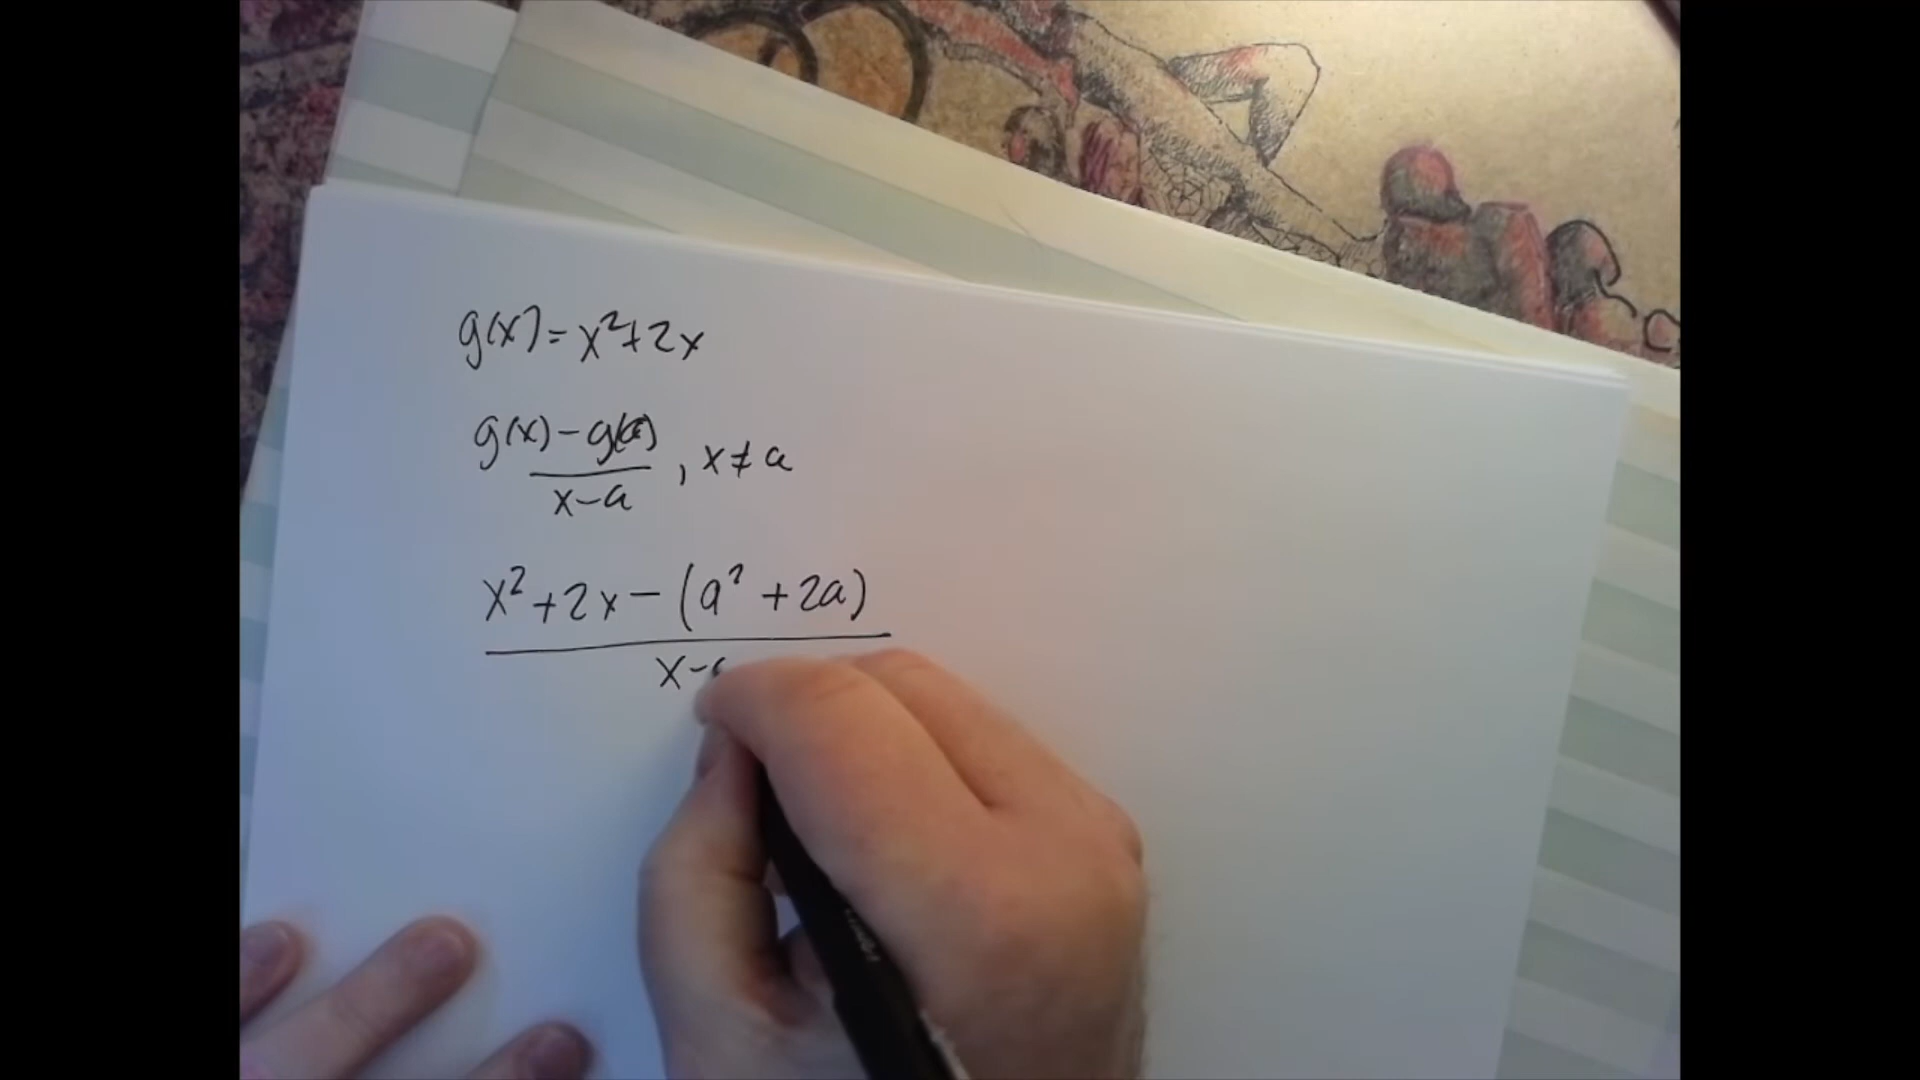 g(x) = x²+2x
g(x) - g(a)
x-a
, x ≠ a
x² + 2x - (a² + 2a)
x-